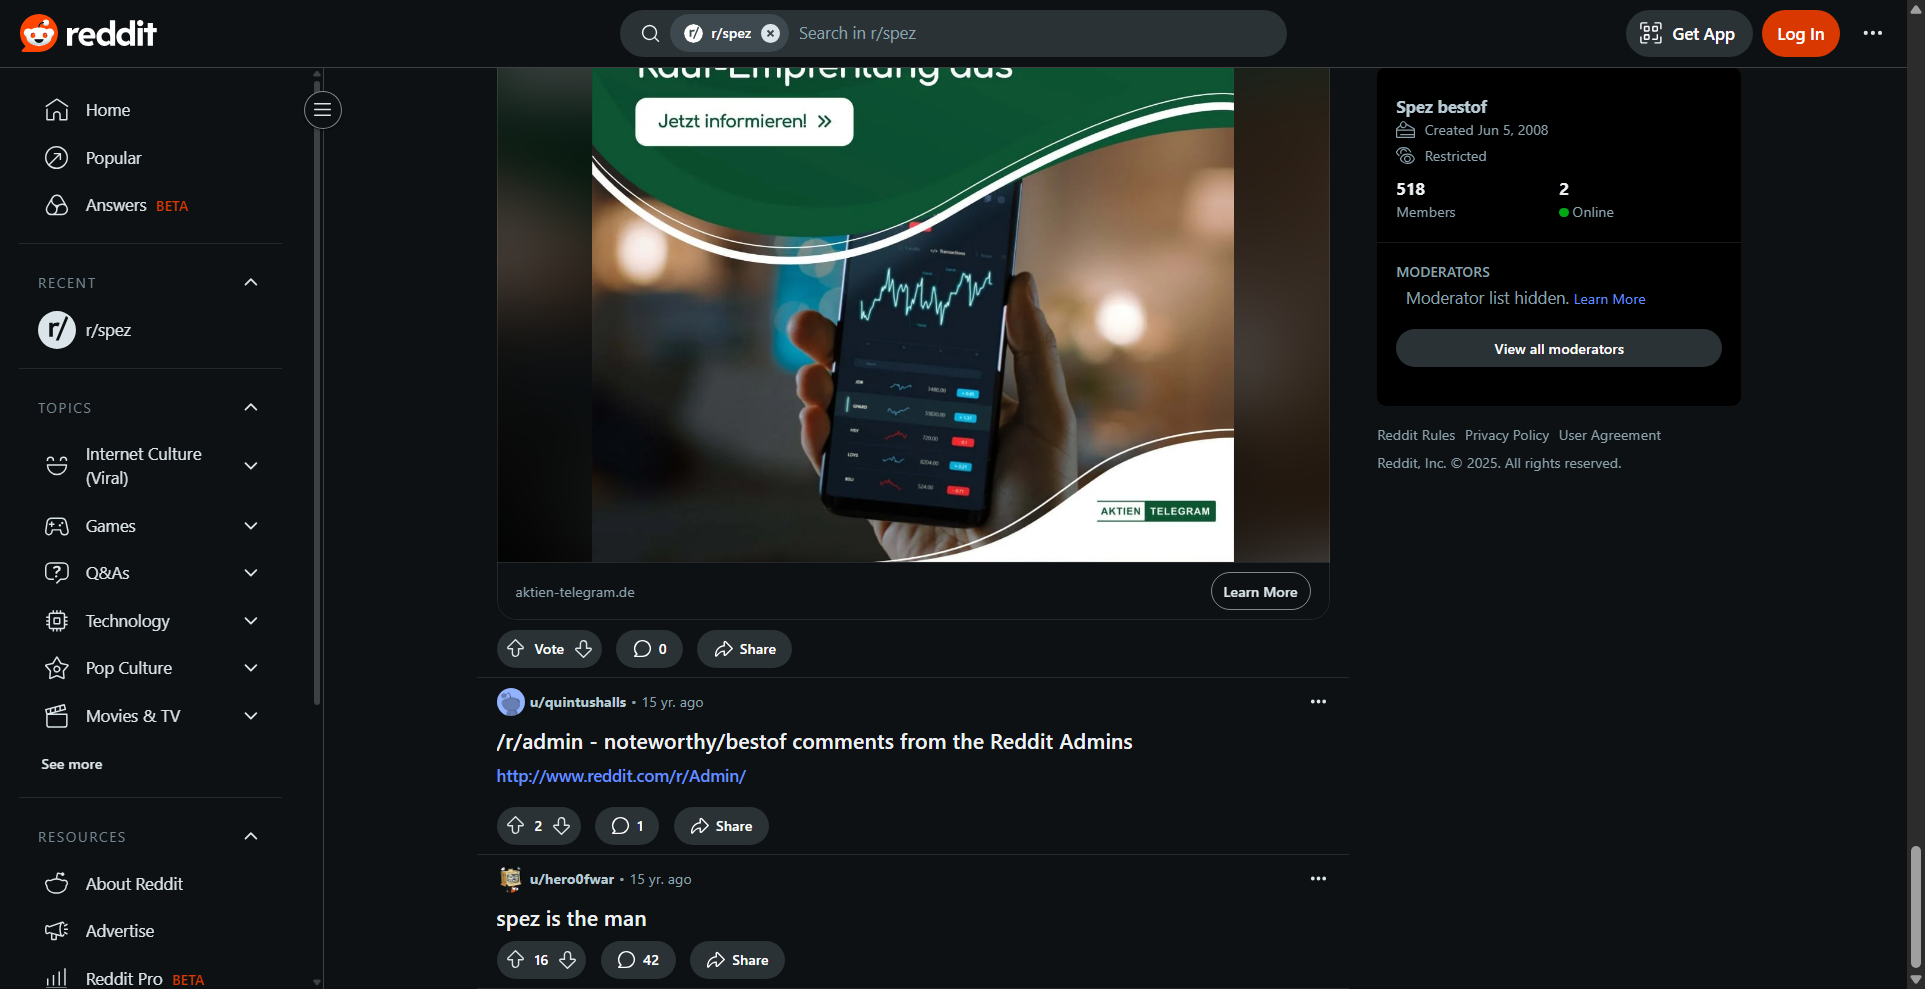 reddit
r/spez
Search in r/spez
Get App
Log In
Home
Popular
Answers BETA
RECENT
r/
r/spez
TOPICS
Internet Culture
(Viral)
Games
Q&As
Technology
Pop Culture
Movies & TV
See more
RESOURCES
About Reddit
Advertise
Reddit Pro BETA
Kauf-Empfehlung aus
Jetzt informieren!
AKTIEN TELEGRAM
aktien-telegram.de
Learn More
Vote
0
Share
u/quintushalls • 15 yr. ago
/r/admin - noteworthy/bestof comments from the Reddit Admins
http://www.reddit.com/r/Admin/
2
1
Share
u/hero0fwar • 15 yr. ago
spez is the man
16
42
Share
Spez bestof
Created Jun 5, 2008
Restricted
518
2
Members
Online
MODERATORS
Moderator list hidden. Learn More
View all moderators
Reddit Rules Privacy Policy User Agreement
Reddit, Inc. © 2025. All rights reserved.